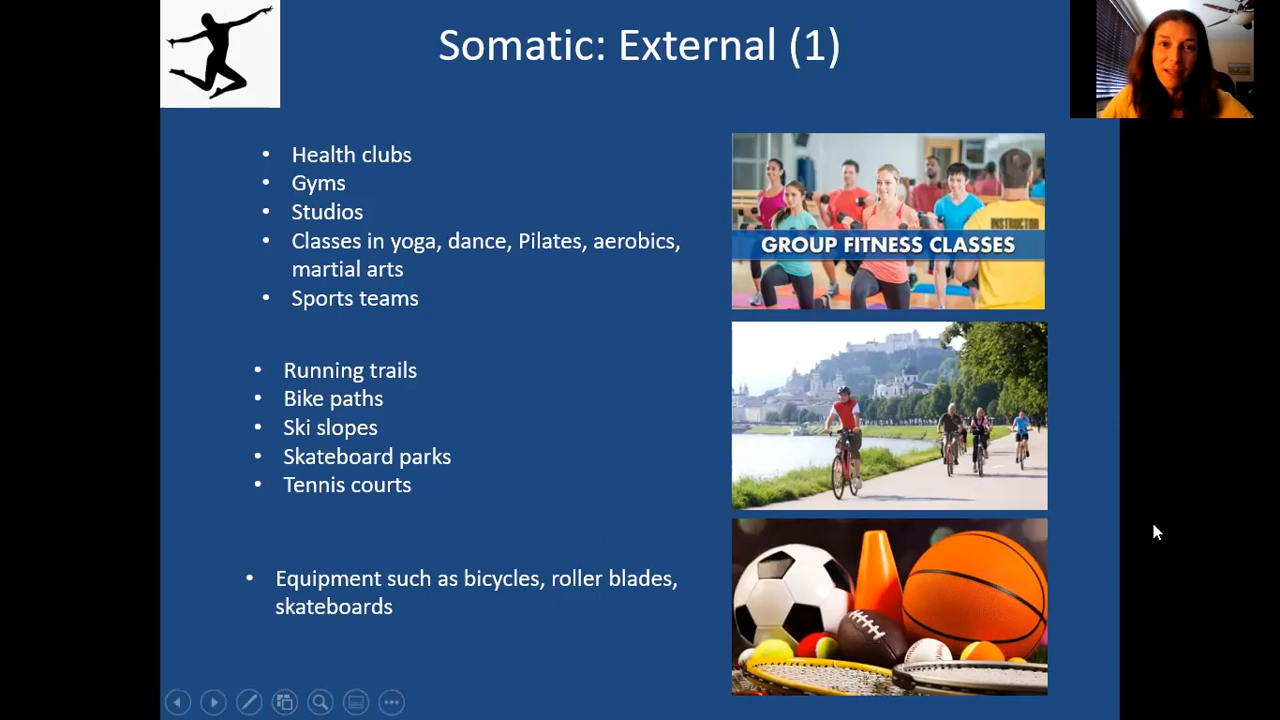 Somatic: External (1)
• Health clubs
• Gyms
• Studios
• Classes in yoga, dance, Pilates, aerobics,
martial arts
• Sports teams
• Running trails
• Bike paths
• Ski slopes
• Skateboard parks
• Tennis courts
• Equipment such as bicycles, roller blades,
skateboards
INSTRUCTOR
GROUP FITNESS CLASSES